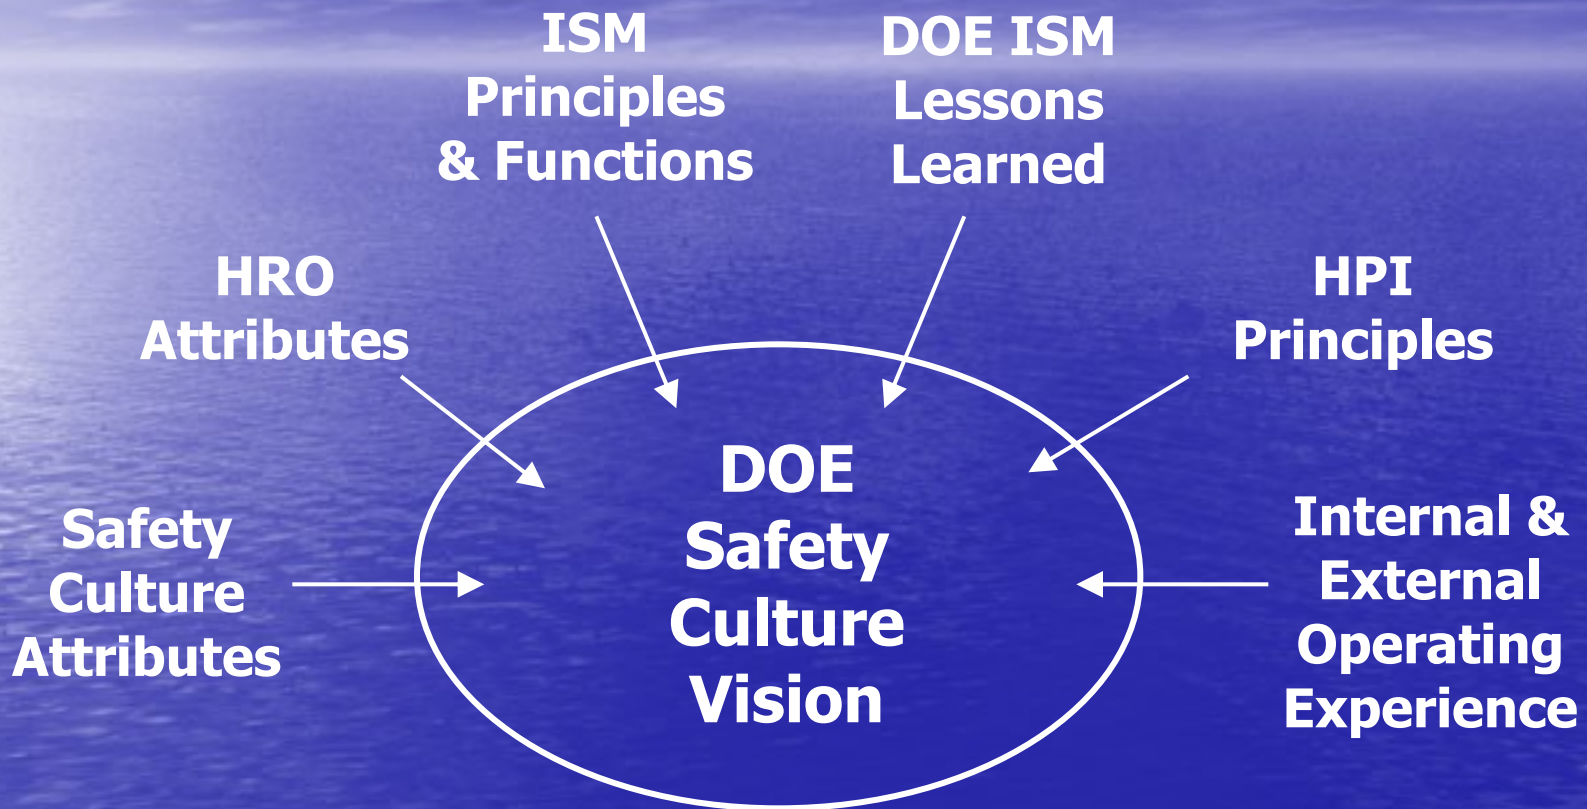 ISM
Principles
& Functions
DOE ISM
Lessons
Learned
HRO
Attributes
HPI
Principles
Safety
Culture
Attributes
DOE
Safety
Culture
Vision
Internal &
External
Operating
Experience